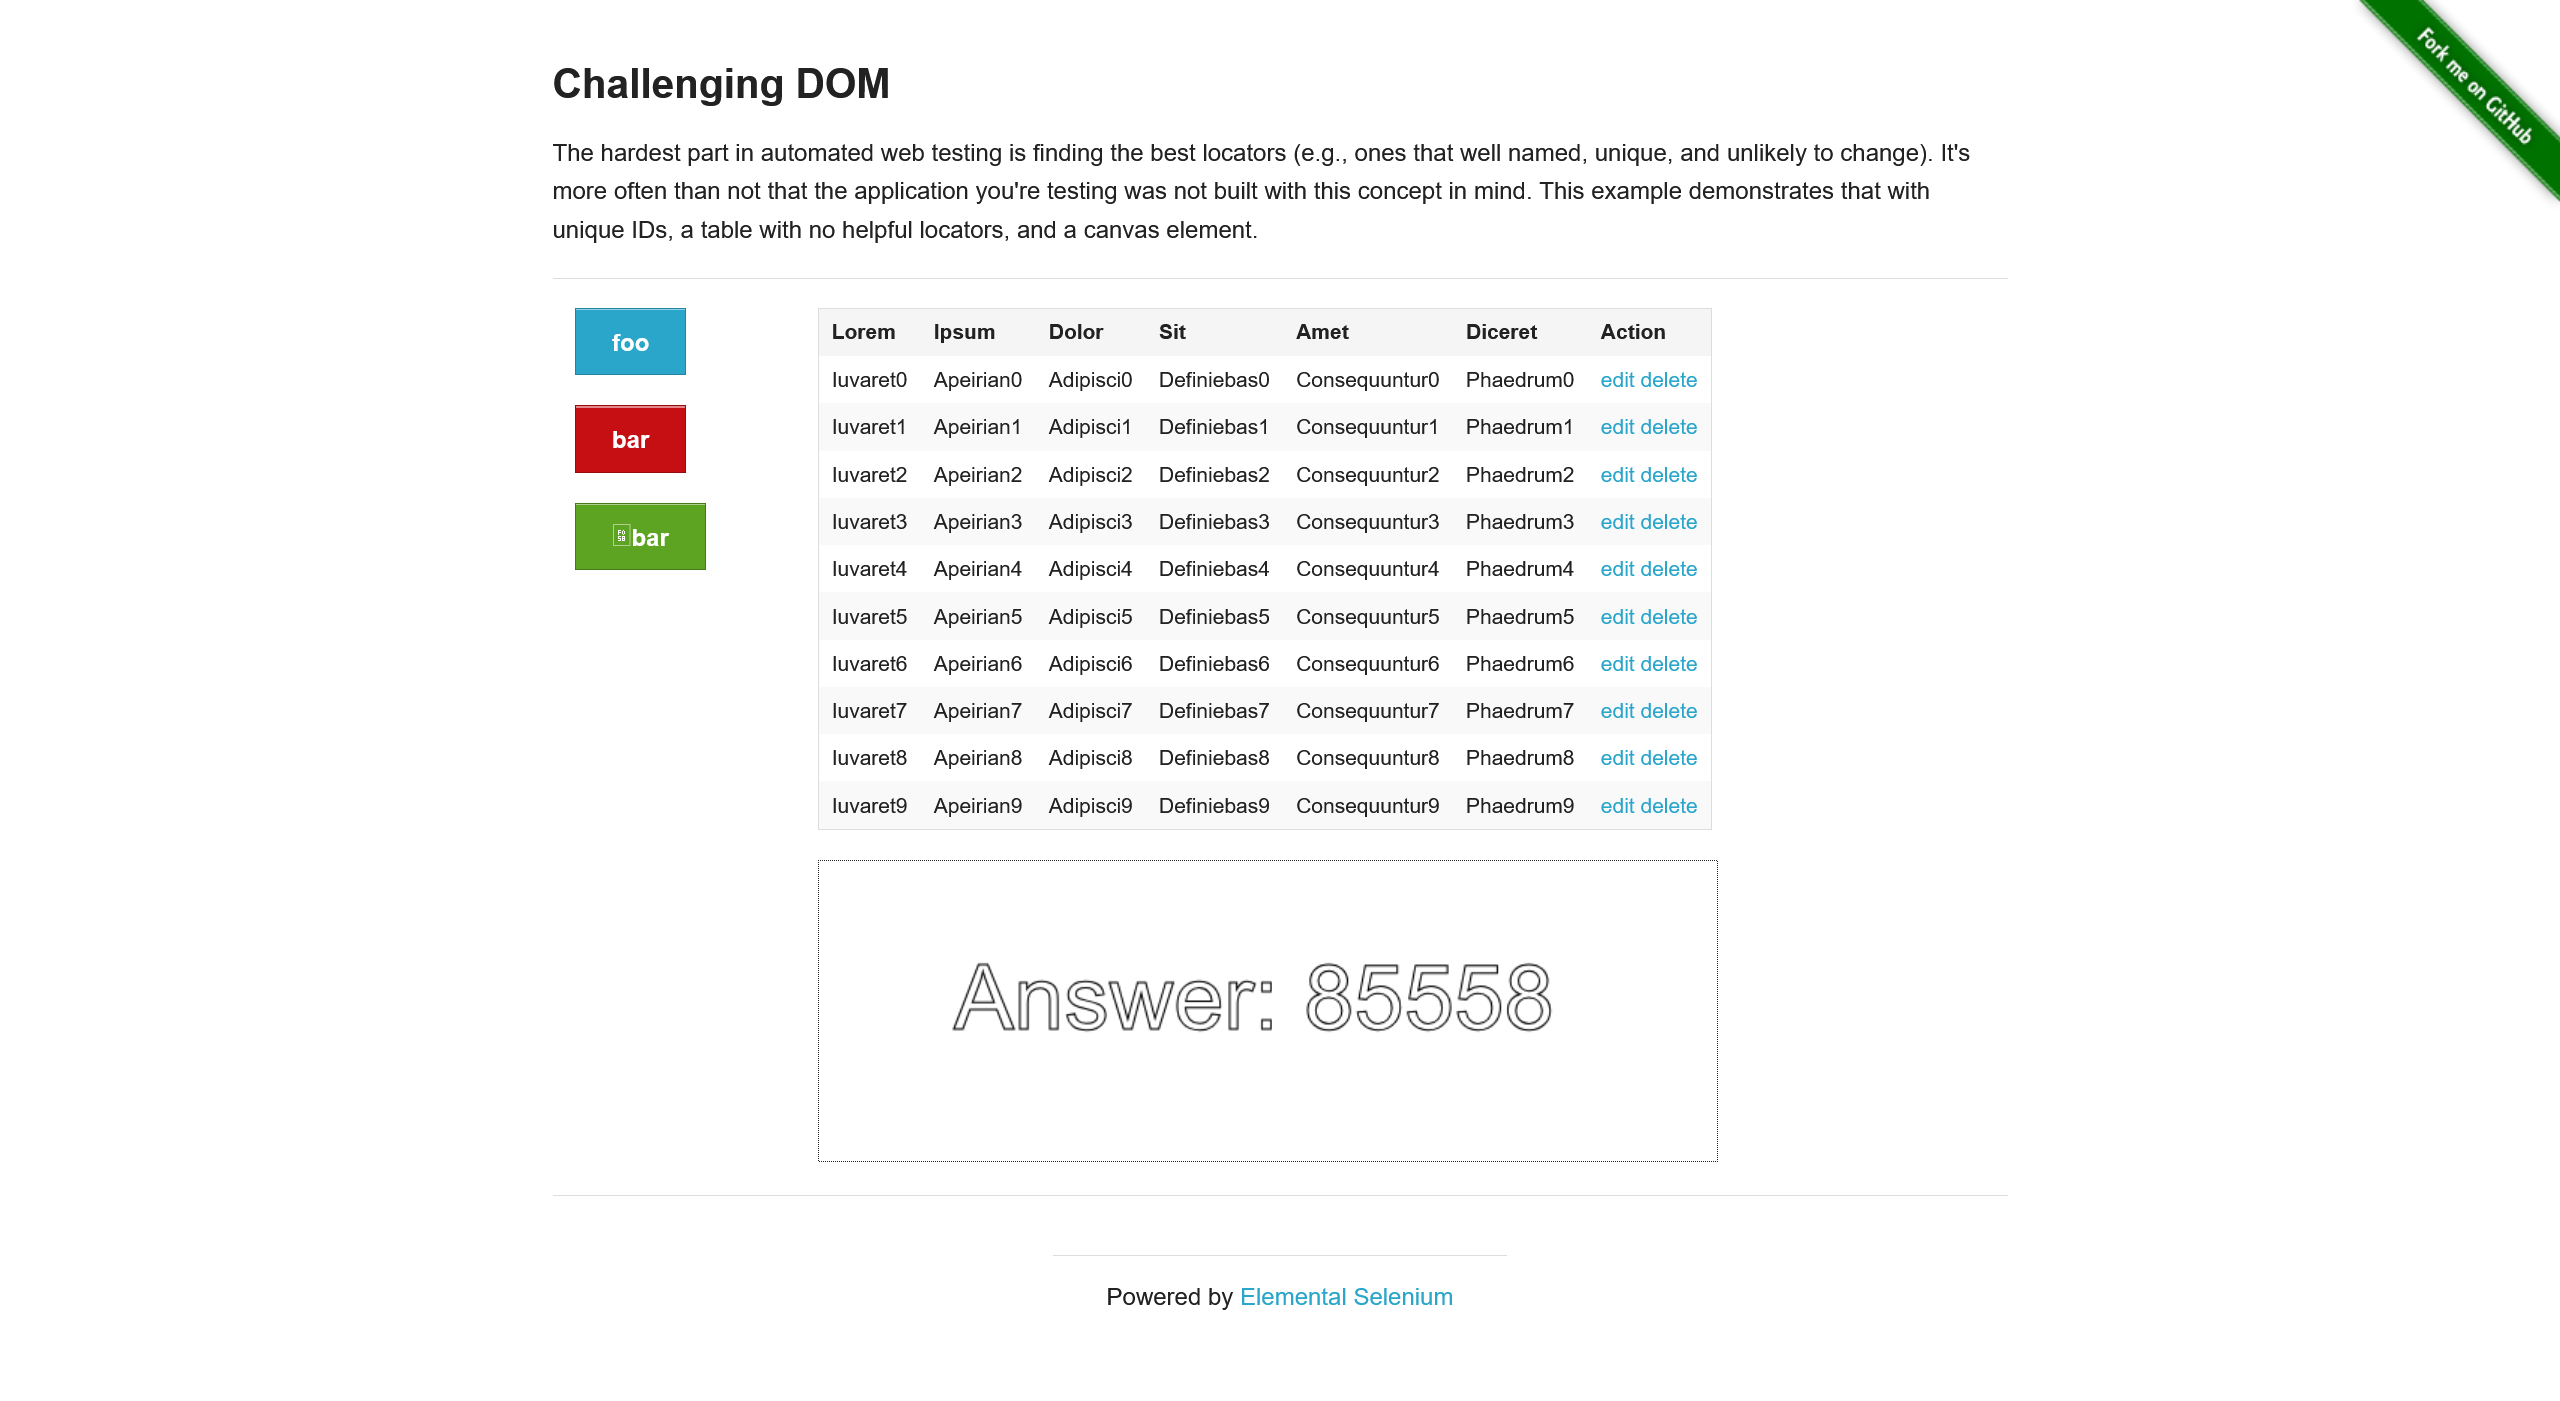 Fork me on GitHub
Challenging DOM
The hardest part in automated web testing is finding the best locators (e.g., ones that well named, unique, and unlikely to change). It's
more often than not that the application you're testing was not built with this concept in mind. This example demonstrates that with
unique IDs, a table with no helpful locators, and a canvas element.
foo
bar
bar
Lorem Ipsum Dolor Sit Amet Diceret Action
Iuvaret0 Apeirian0 Adipisci0 Definiebas0 Consequuntur0 Phaedrum0 edit delete
Iuvaret1 Apeirian1 Adipisci1 Definiebas1 Consequuntur1 Phaedrum1 edit delete
Iuvaret2 Apeirian2 Adipisci2 Definiebas2 Consequuntur2 Phaedrum2 edit delete
Iuvaret3 Apeirian3 Adipisci3 Definiebas3 Consequuntur3 Phaedrum3 edit delete
Iuvaret4 Apeirian4 Adipisci4 Definiebas4 Consequuntur4 Phaedrum4 edit delete
Iuvaret5 Apeirian5 Adipisci5 Definiebas5 Consequuntur5 Phaedrum5 edit delete
Iuvaret6 Apeirian6 Adipisci6 Definiebas6 Consequuntur6 Phaedrum6 edit delete
Iuvaret7 Apeirian7 Adipisci7 Definiebas7 Consequuntur7 Phaedrum7 edit delete
Iuvaret8 Apeirian8 Adipisci8 Definiebas8 Consequuntur8 Phaedrum8 edit delete
Iuvaret9 Apeirian9 Adipisci9 Definiebas9 Consequuntur9 Phaedrum9 edit delete
Answer: 85558
Powered by Elemental Selenium